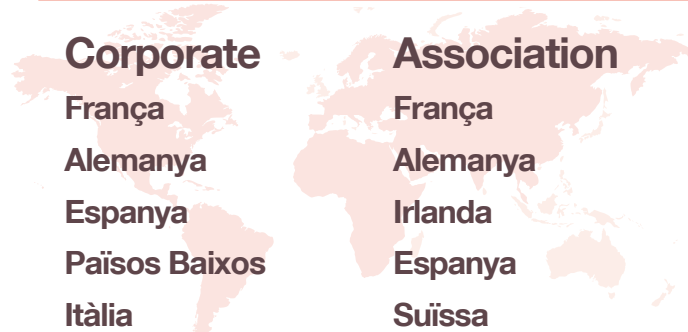 Corporate
França
Alemanya
Espanya
Països Baixos
Itàlia
Association
França
Alemanya
Irlanda
Espanya
Suïssa